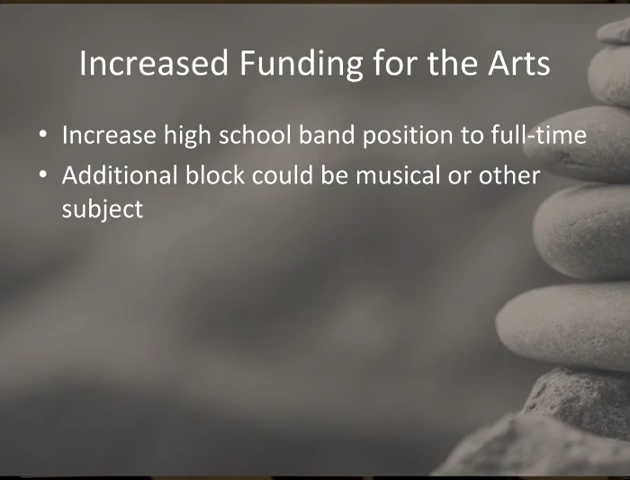 Increased Funding for the Arts
• Increase high school band position to full-time
• Additional block could be musical or other
subject